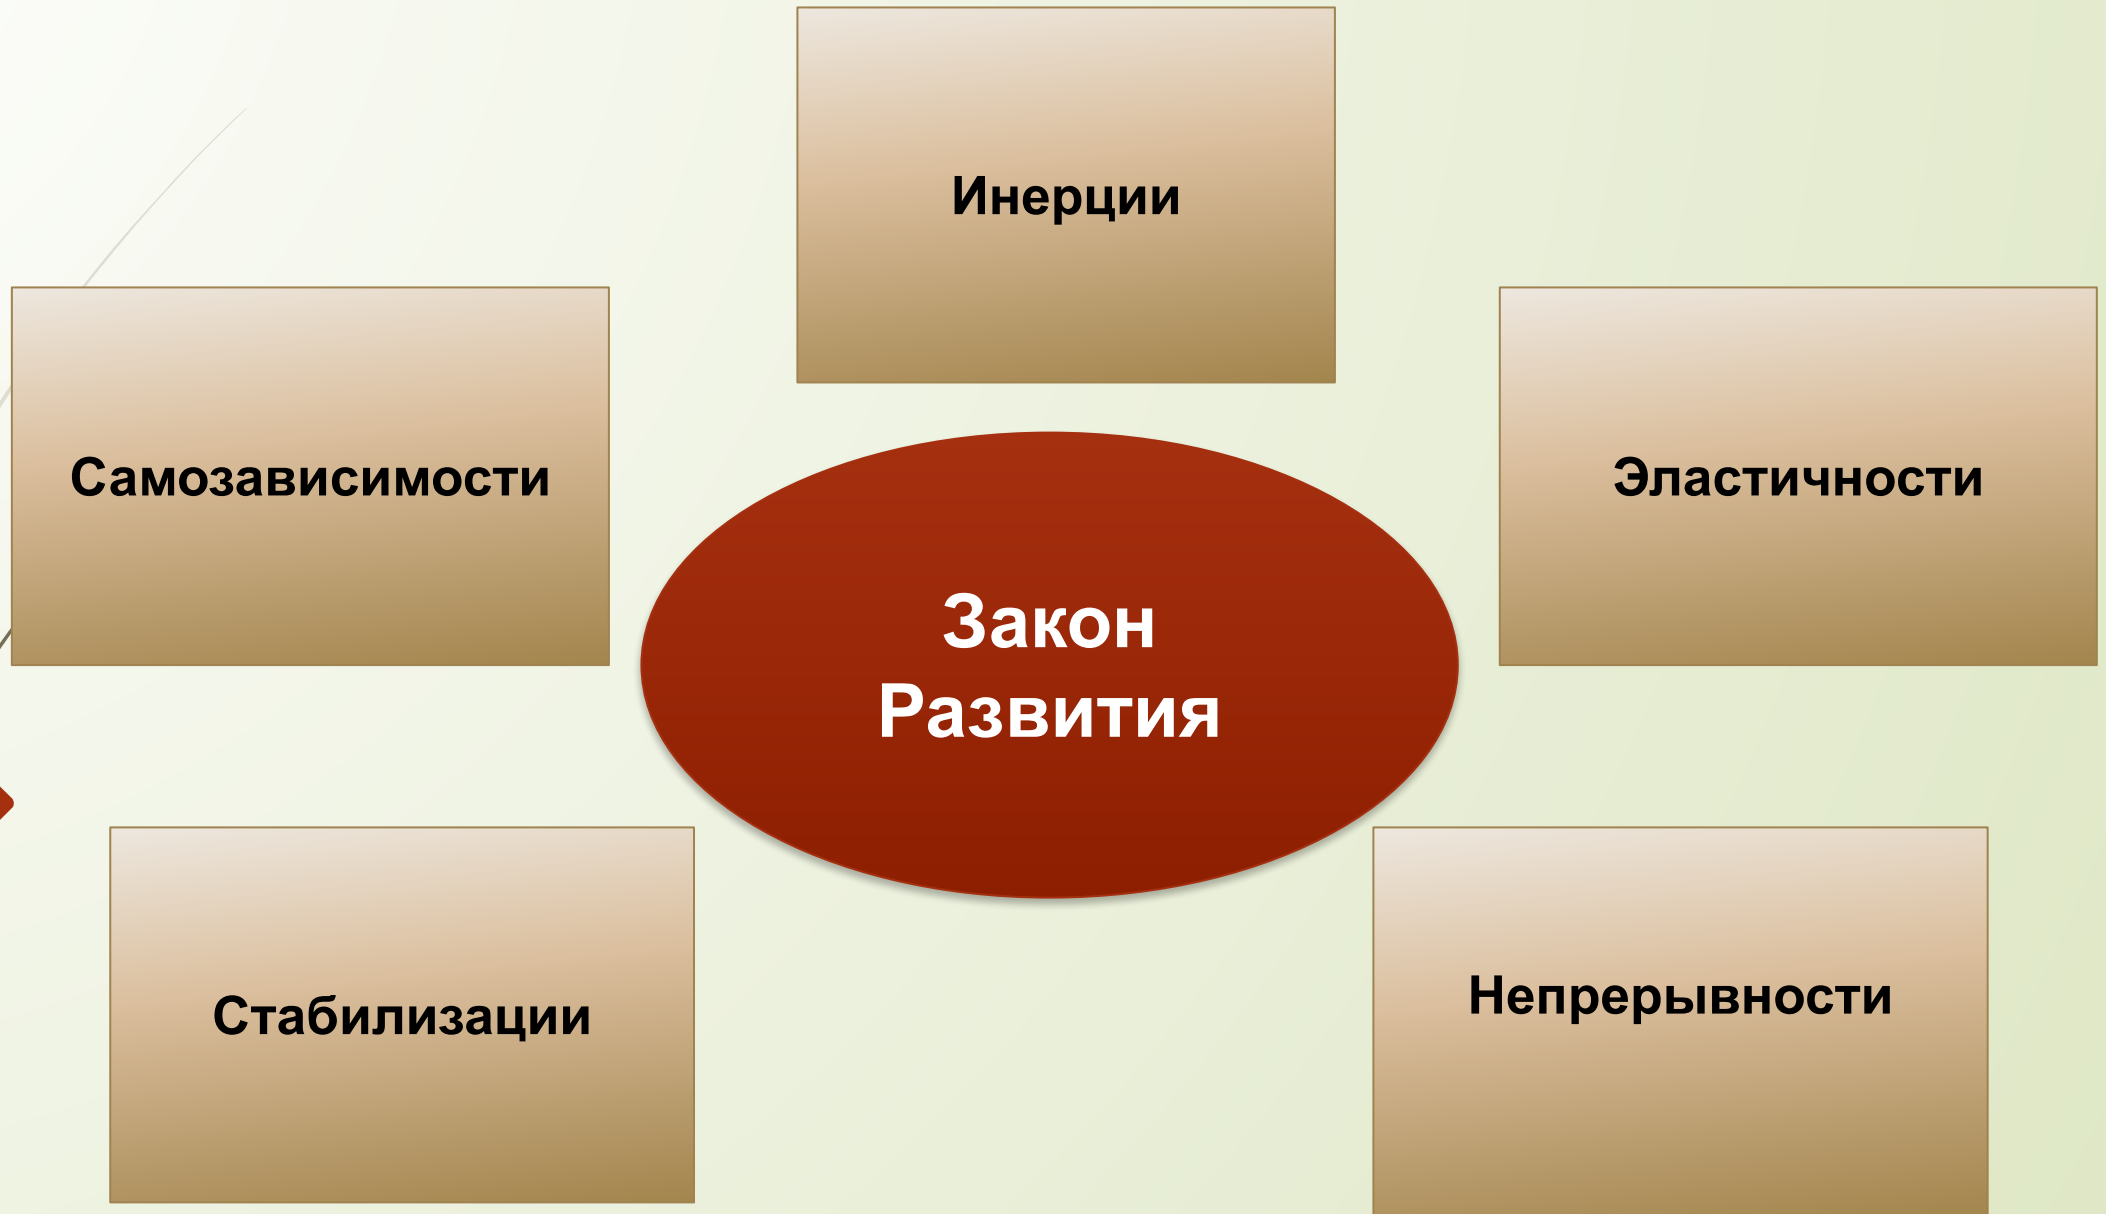 Инерции
Самозависимости
Эластичности
Закон
Развития
Стабилизации
Непрерывности